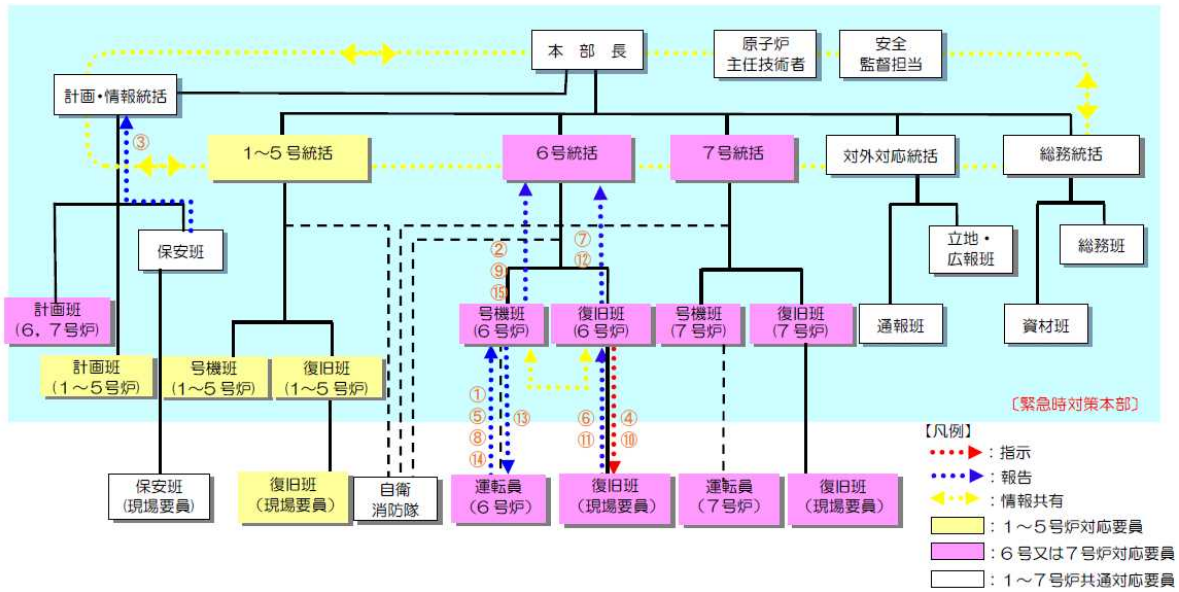 本部長
原子炉
主任技術者
安全
監督担当
計画・情報統括
③
1～5号統括
6号統括
7号統括
対外対応統括
総務統括
保安班
②
⑨
⑮
⑦
⑫
立地・
広報班
総務班
計画班
(6，7号炉)
号機班
(6号炉)
復旧班
(6号炉)
号機班
(7号炉)
復旧班
(7号炉)
通報班
資材班
計画班
(1～5号炉)
号機班
(1～5号炉)
復旧班
(1～5号炉)
①
⑤
⑧
⑭
⑬
⑥
⑪
④
⑩
〔緊急時対策本部〕
保安班
(現場要員)
復旧班
(現場要員)
自衛
消防隊
運転員
(6号炉)
復旧班
(現場要員)
運転員
(7号炉)
復旧班
(現場要員)
【凡例】
：指示
：報告
：情報共有
：1～5号炉対応要員
：6号又は7号炉対応要員
：1～7号炉共通対応要員